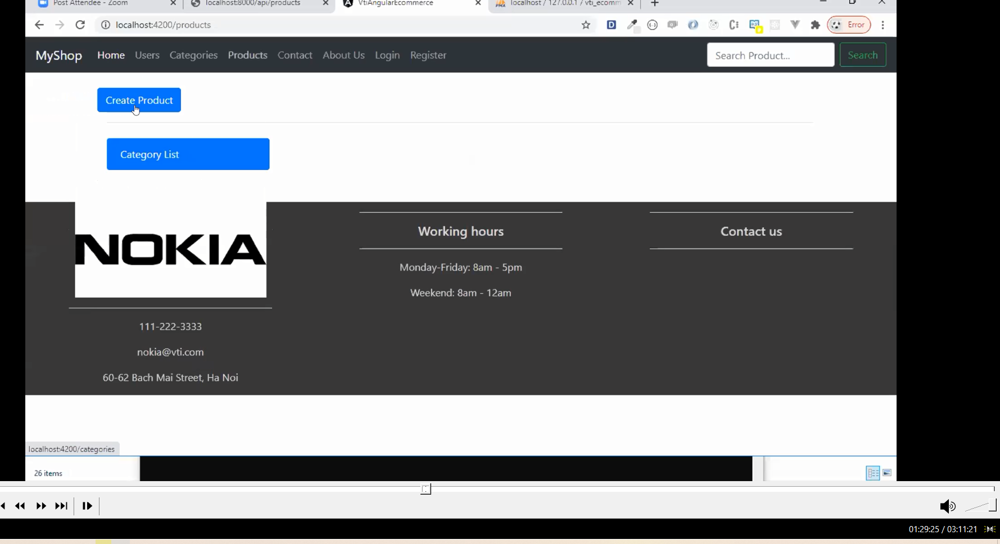 Post Attendee - Zoom
localhost:8000/api/products
VtiAngularEcommerce
localhost / 127.0.0.1 / vti_ecomm
localhost:4200/products
Error
MyShop Home Users Categories Products Contact About Us Login Register
Search Product...
Search
Create Product
Category List
NOKIA
111-222-3333
nokia@vti.com
60-62 Bach Mai Street, Ha Noi
Working hours
Monday-Friday: 8am - 5pm
Weekend: 8am - 12am
Contact us
localhost:4200/categories
26 items
01:29:25 / 03:11:21